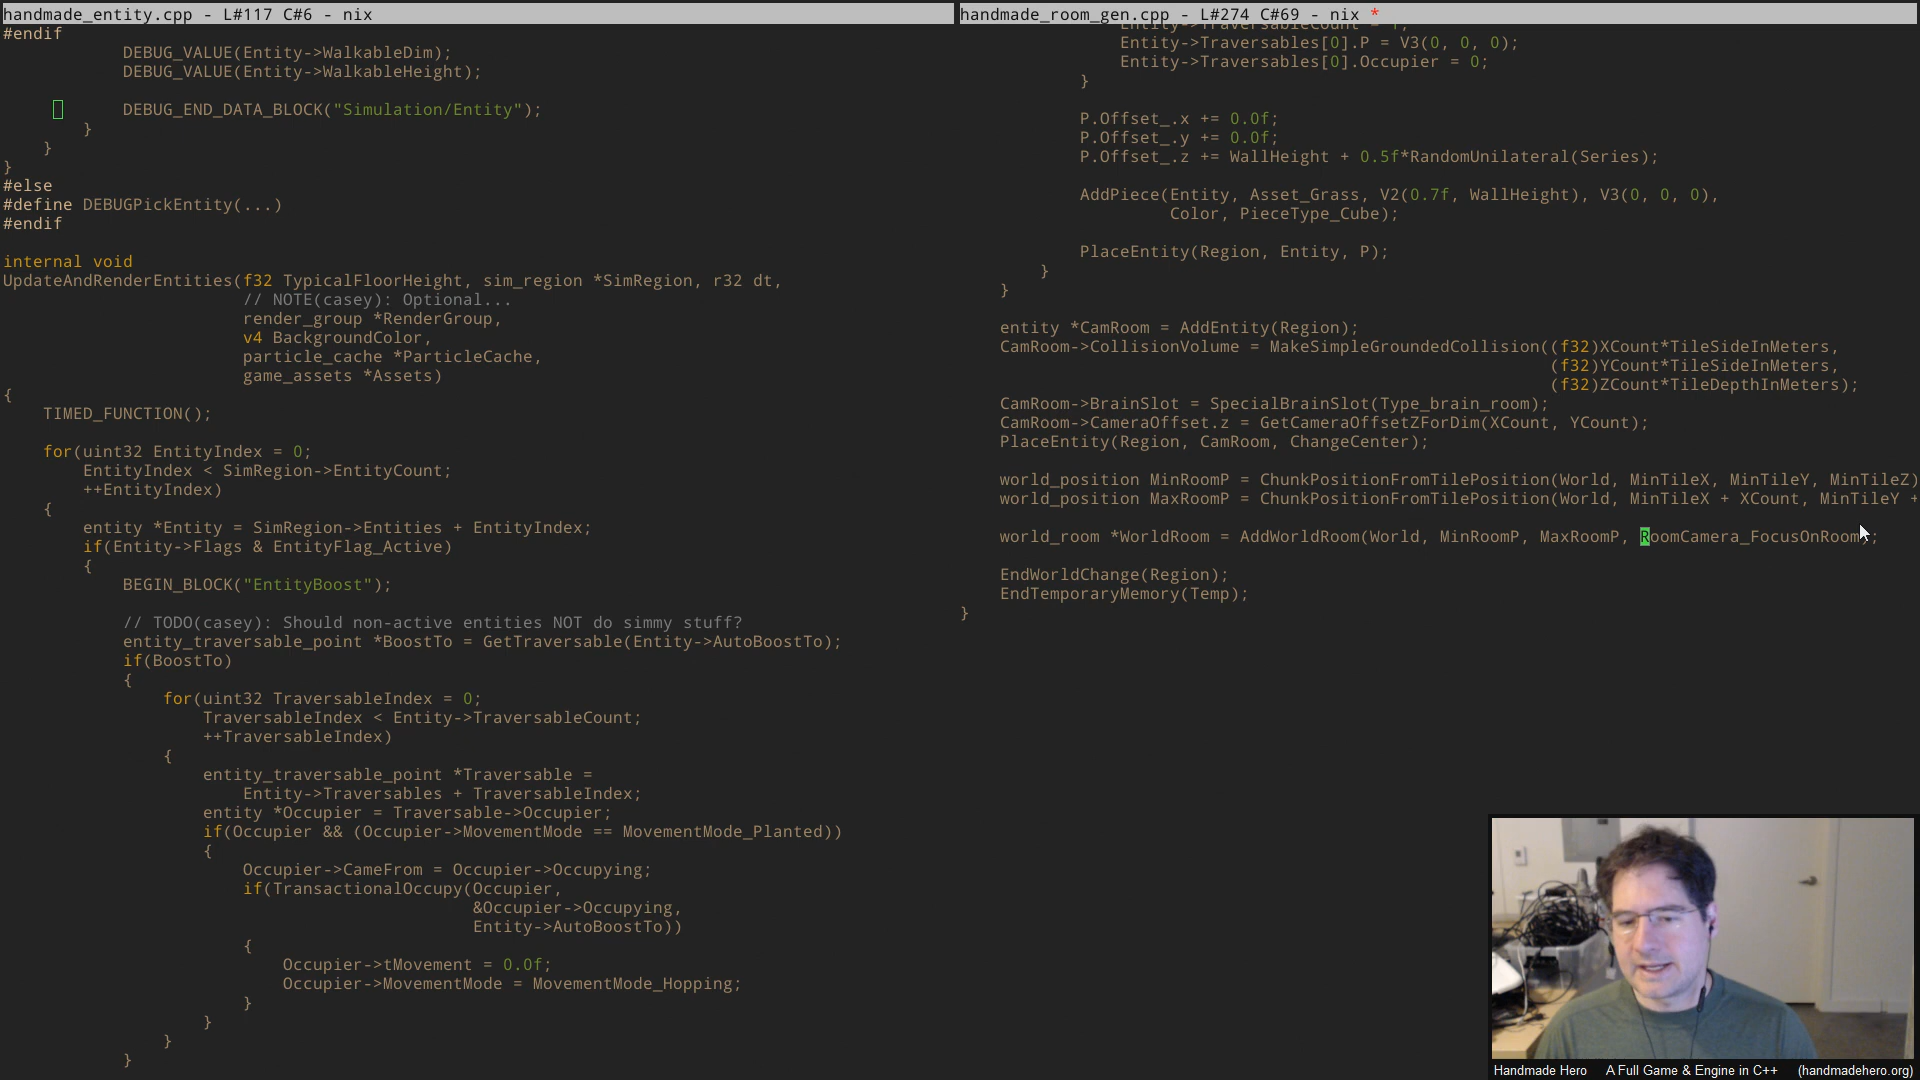 handmade_entity.cpp - L#117 C#6 - nix
#endif
DEBUG_VALUE(Entity->WalkableDim);
DEBUG_VALUE(Entity->WalkableHeight);
DEBUG_END_DATA_BLOCK("Simulation/Entity");
}
}
}
#else
#define DEBUGPickEntity(...)
#endif
internal void
UpdateAndRenderEntities(f32 TypicalFloorHeight, sim_region *SimRegion, r32 dt,
// NOTE(casey): Optional...
render_group *RenderGroup,
v4 BackgroundColor,
particle_cache *ParticleCache,
game_assets *Assets)
{
TIMED_FUNCTION();
for(uint32 EntityIndex = 0;
EntityIndex < SimRegion->EntityCount;
++EntityIndex)
{
entity *Entity = SimRegion->Entities + EntityIndex;
if(Entity->Flags & EntityFlag_Active)
{
BEGIN_BLOCK("EntityBoost");
// TODO(casey): Should non-active entities NOT do simmy stuff?
entity_traversable_point *BoostTo = GetTraversable(Entity->AutoBoostTo);
if(BoostTo)
{
for(uint32 TraversableIndex = 0;
TraversableIndex < Entity->TraversableCount;
++TraversableIndex)
{
entity_traversable_point *Traversable =
Entity->Traversables + TraversableIndex;
entity *Occupier = Traversable->Occupier;
if(Occupier && (Occupier->MovementMode == MovementMode_Planted))
{
Occupier->CameFrom = Occupier->Occupying;
if(TransactionalOccupy(Occupier,
&Occupier->Occupying,
Entity->AutoBoostTo))
{
Occupier->tMovement = 0.0f;
Occupier->MovementMode = MovementMode_Hopping;
}
}
}
}
handmade_room_gen.cpp - L#274 C#69 - nix *
Entity->Traversables[0].P = V3(0, 0, 0);
Entity->Traversables[0].Occupier = 0;
}
P.Offset_.x += 0.0f;
P.Offset_.y += 0.0f;
P.Offset_.z += WallHeight + 0.5f*RandomUnilateral(Series);
AddPiece(Entity, Asset_Grass, V2(0.7f, WallHeight), V3(0, 0, 0),
Color, PieceType_Cube);
PlaceEntity(Region, Entity, P);
}
}
entity *CamRoom = AddEntity(Region);
CamRoom->CollisionVolume = MakeSimpleGroundedCollision((f32)XCount*TileSideInMeters,
(f32)YCount*TileSideInMeters,
(f32)ZCount*TileDepthInMeters);
CamRoom->BrainSlot = SpecialBrainSlot(Type_brain_room);
CamRoom->CameraOffset.z = GetCameraOffsetZForDim(XCount, YCount);
PlaceEntity(Region, CamRoom, ChangeCenter);
world_position MinRoomP = ChunkPositionFromTilePosition(World, MinTileX, MinTileY, MinTileZ)
world_position MaxRoomP = ChunkPositionFromTilePosition(World, MinTileX + XCount, MinTileY +
world_room *WorldRoom = AddWorldRoom(World, MinRoomP, MaxRoomP, RoomCamera_FocusOnRoom);
EndWorldChange(Region);
EndTemporaryMemory(Temp);
}
Handmade Hero A Full Game & Engine in C++ (handmadehero.org)